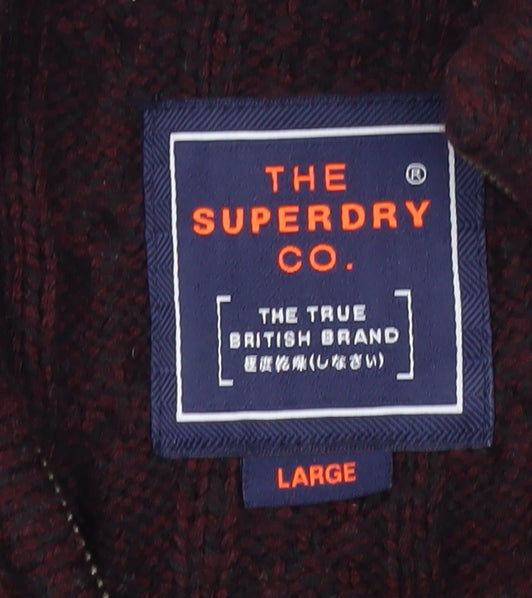 THE ®
SUPERDRY
CO.
THE TRUE
BRITISH BRAND
極度乾燥(しなさい)
LARGE